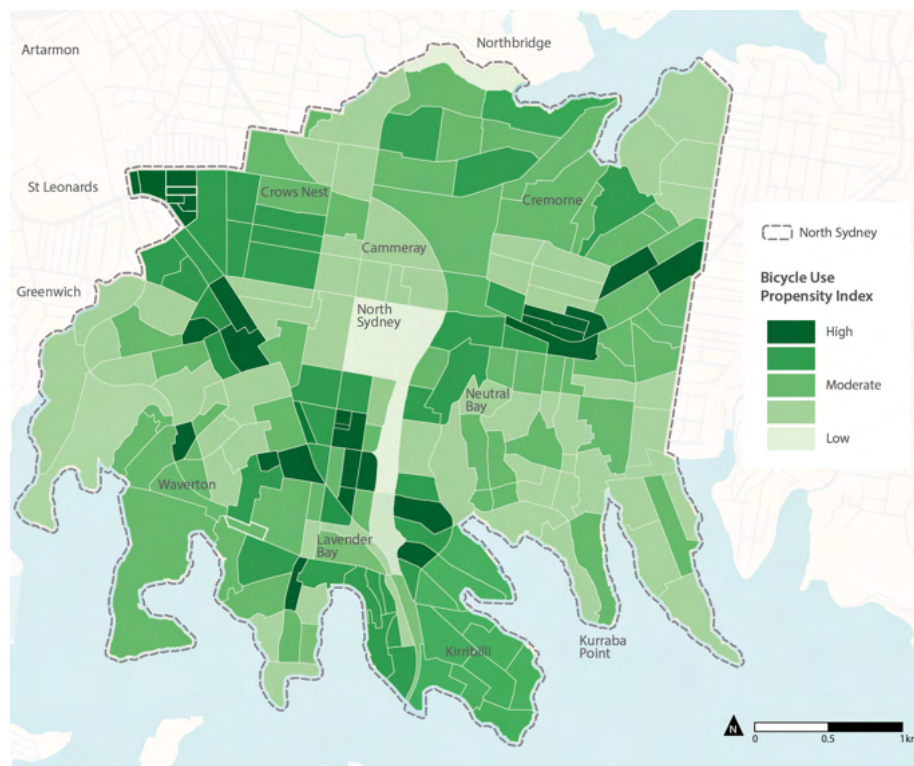 Northbridge
Artarmon
St Leonards
Crows Nest
Cremorne
North Sydney
Cammeray
Greenwich
Bicycle Use
Propensity Index
North
Sydney
High
Moderate
Neutral
Bay
Low
Waverton
Lavender
Bay
Kurraba
Point
Kirribilli
N
0
0.5
1km